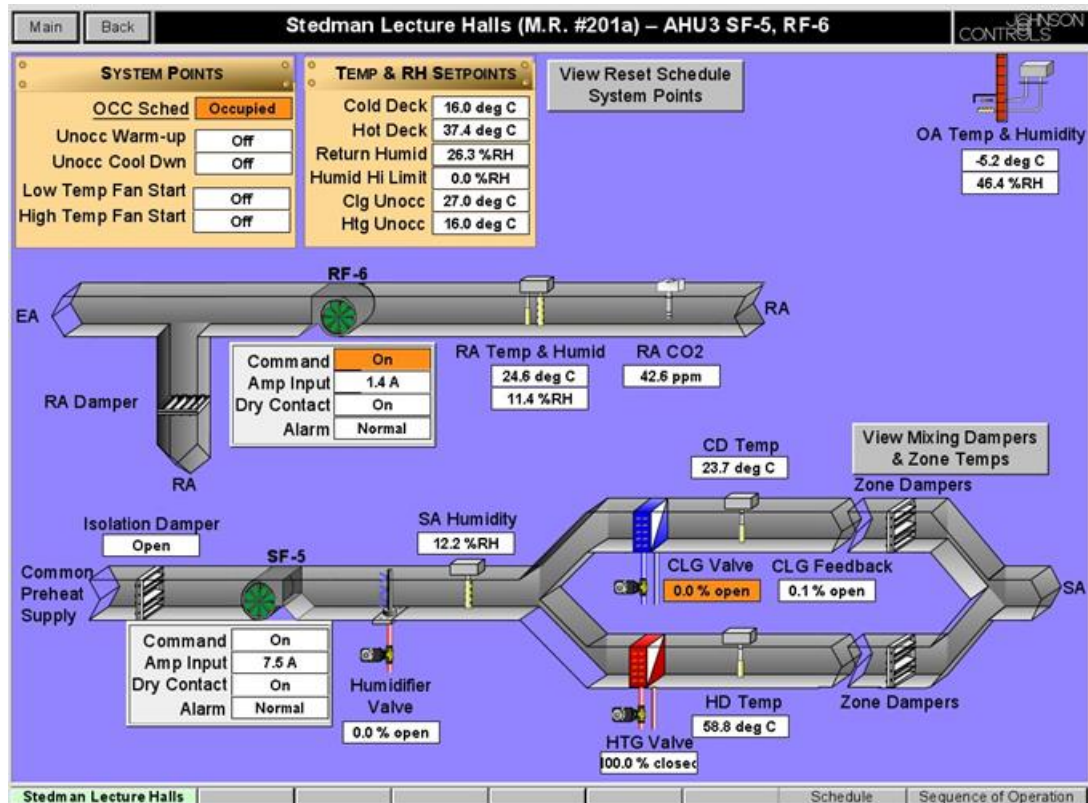 Main
Back
Stedman Lecture Halls (M.R. #201a) – AHU3 SF-5, RF-6
JOHNSON
CONTROLS
SYSTEM POINTS
OCC Sched Occupied
Unocc Warm-up Off
Unocc Cool Dwn Off
Low Temp Fan Start Off
High Temp Fan Start Off
TEMP & RH SETPOINTS
Cold Deck 16.0 deg C
Hot Deck 37.4 deg C
Return Humid 26.3 %RH
Humid Hi Limit 0.0 %RH
Clg Unocc 27.0 deg C
Htg Unocc 16.0 deg C
View Reset Schedule
System Points
OA Temp & Humidity
-5.2 deg C
46.4 %RH
RF-6
EA
RA
Command On
Amp Input 1.4 A
Dry Contact On
Alarm Normal
RA Temp & Humid
24.6 deg C
11.4 %RH
RA CO2
42.6 ppm
RA Damper
RA
CD Temp
23.7 deg C
View Mixing Dampers
& Zone Temps
Zone Dampers
Isolation Damper
Open
SF-5
SA Humidity
12.2 %RH
Common
Preheat
Supply
CLG Valve
0.0 % open
CLG Feedback
0.1 % open
SA
Command On
Amp Input 7.5 A
Dry Contact On
Alarm Normal
Humidifier
Valve
0.0 % open
HD Temp
58.8 deg C
Zone Dampers
HTG Valve
100.0 % closed
Stedman Lecture Halls
Schedule
Sequence of Operation